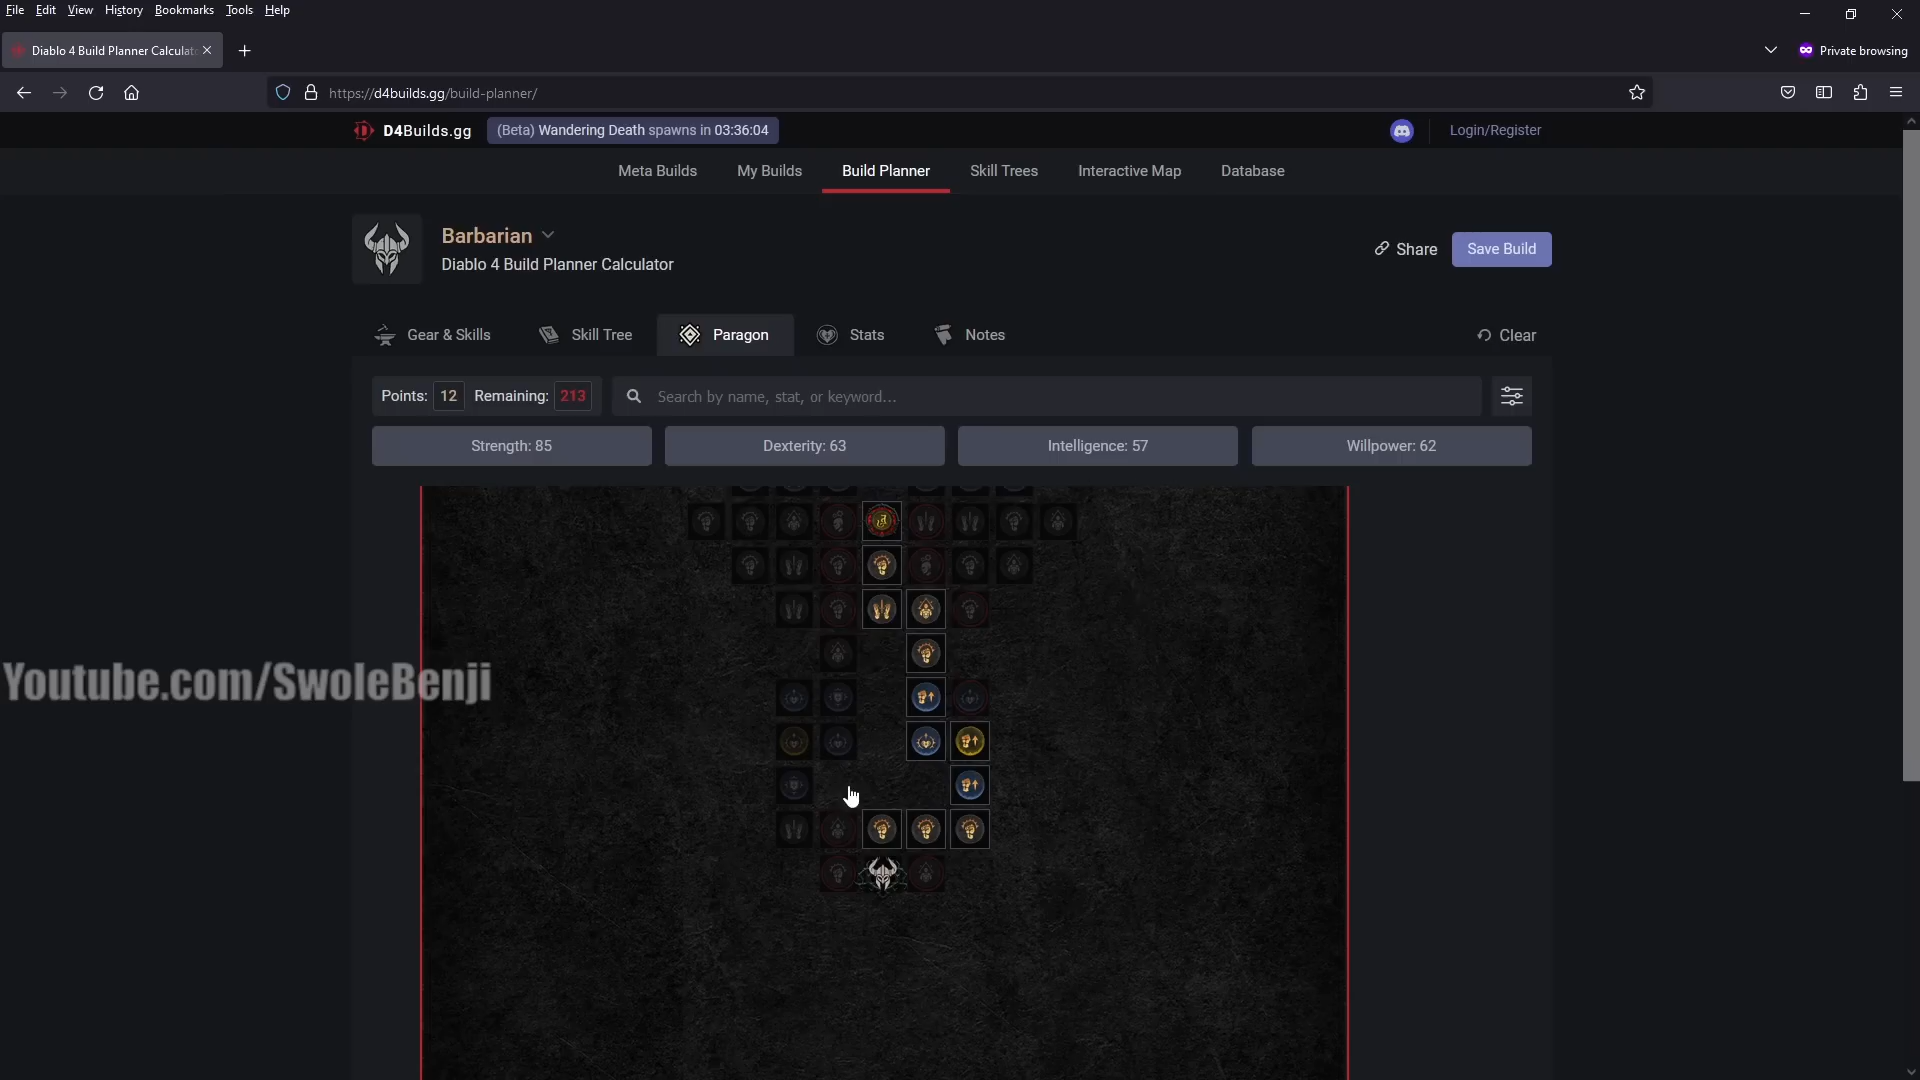 File Edit View History Bookmarks Tools Help
Diablo 4 Build Planner Calculat
Private browsing
https://d4builds.gg/build-planner/
D4Builds.gg
(Beta) Wandering Death spawns in 03:36:04
Login/Register
Meta Builds My Builds Build Planner Skill Trees Interactive Map Database
Barbarian
Diablo 4 Build Planner Calculator
Share Save Build
Gear & Skills Skill Tree Paragon Stats Notes Clear
Points: 12 Remaining: 213 Search by name, stat, or keyword...
Strength: 85 Dexterity: 63 Intelligence: 57 Willpower: 62
Youtube.com/SwoleBenji